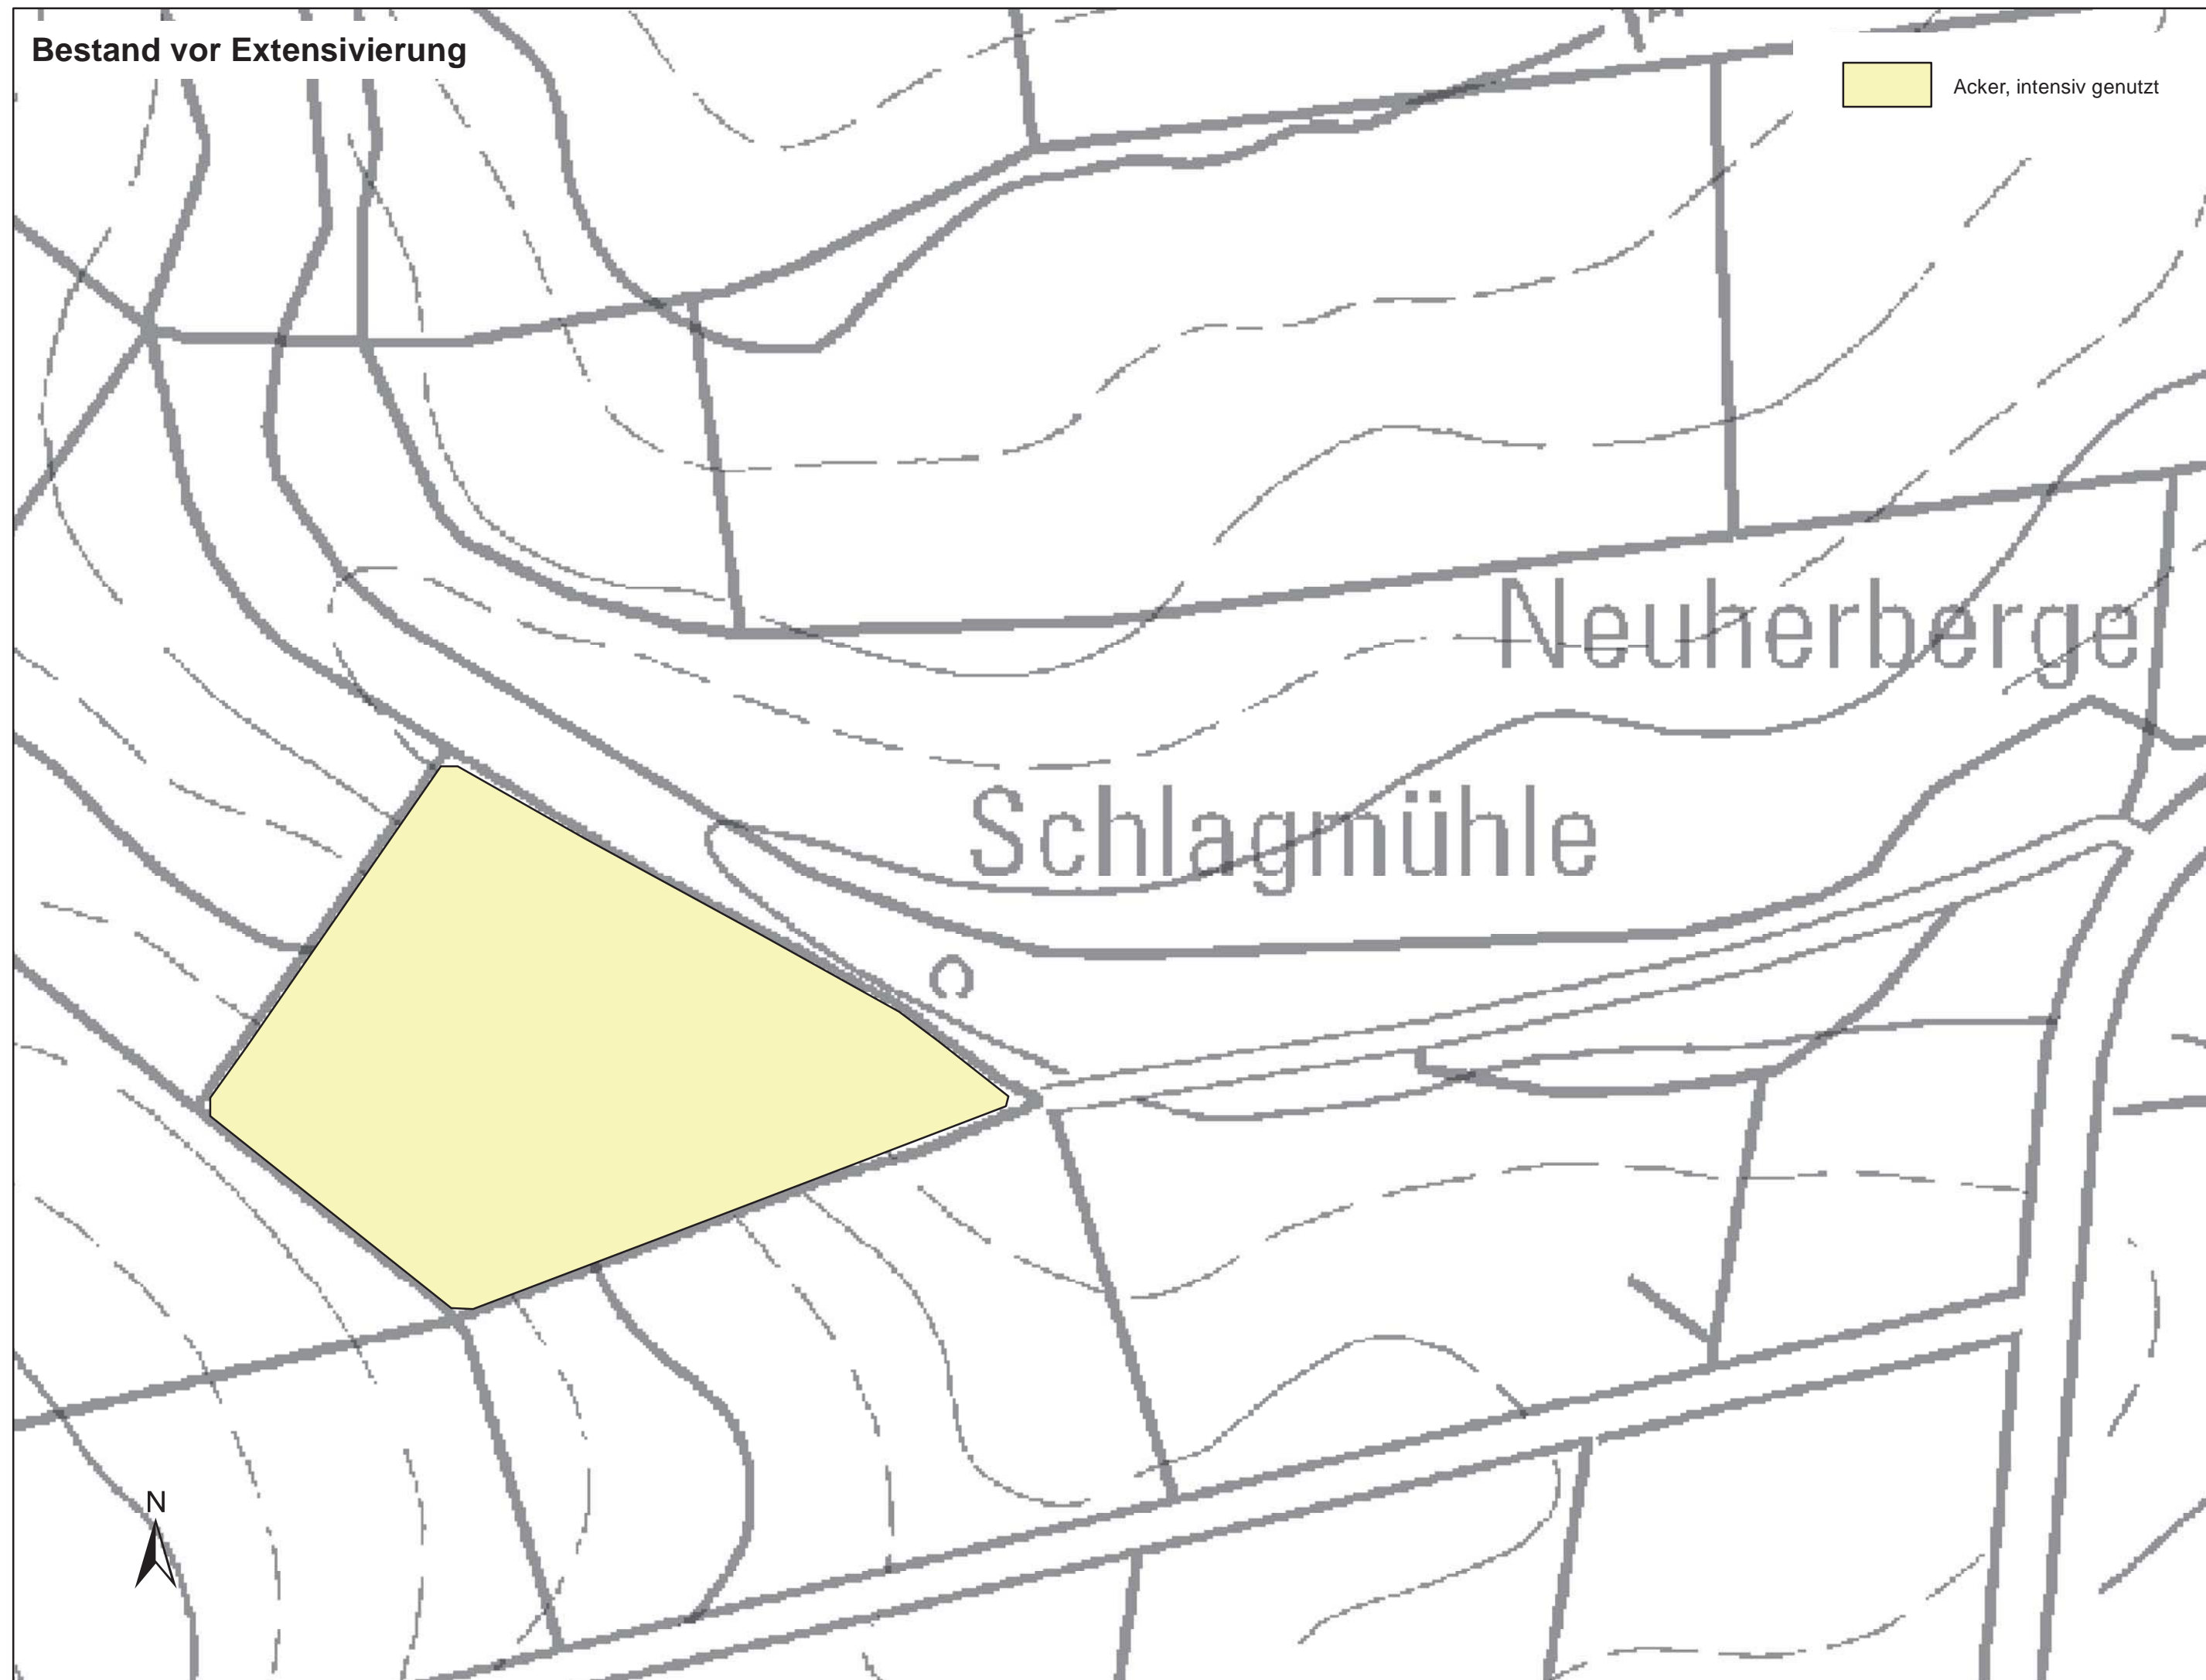 Bestand vor Extensivierung
Acker, intensiv genutzt
Neuherberge
Schlagmühle
N